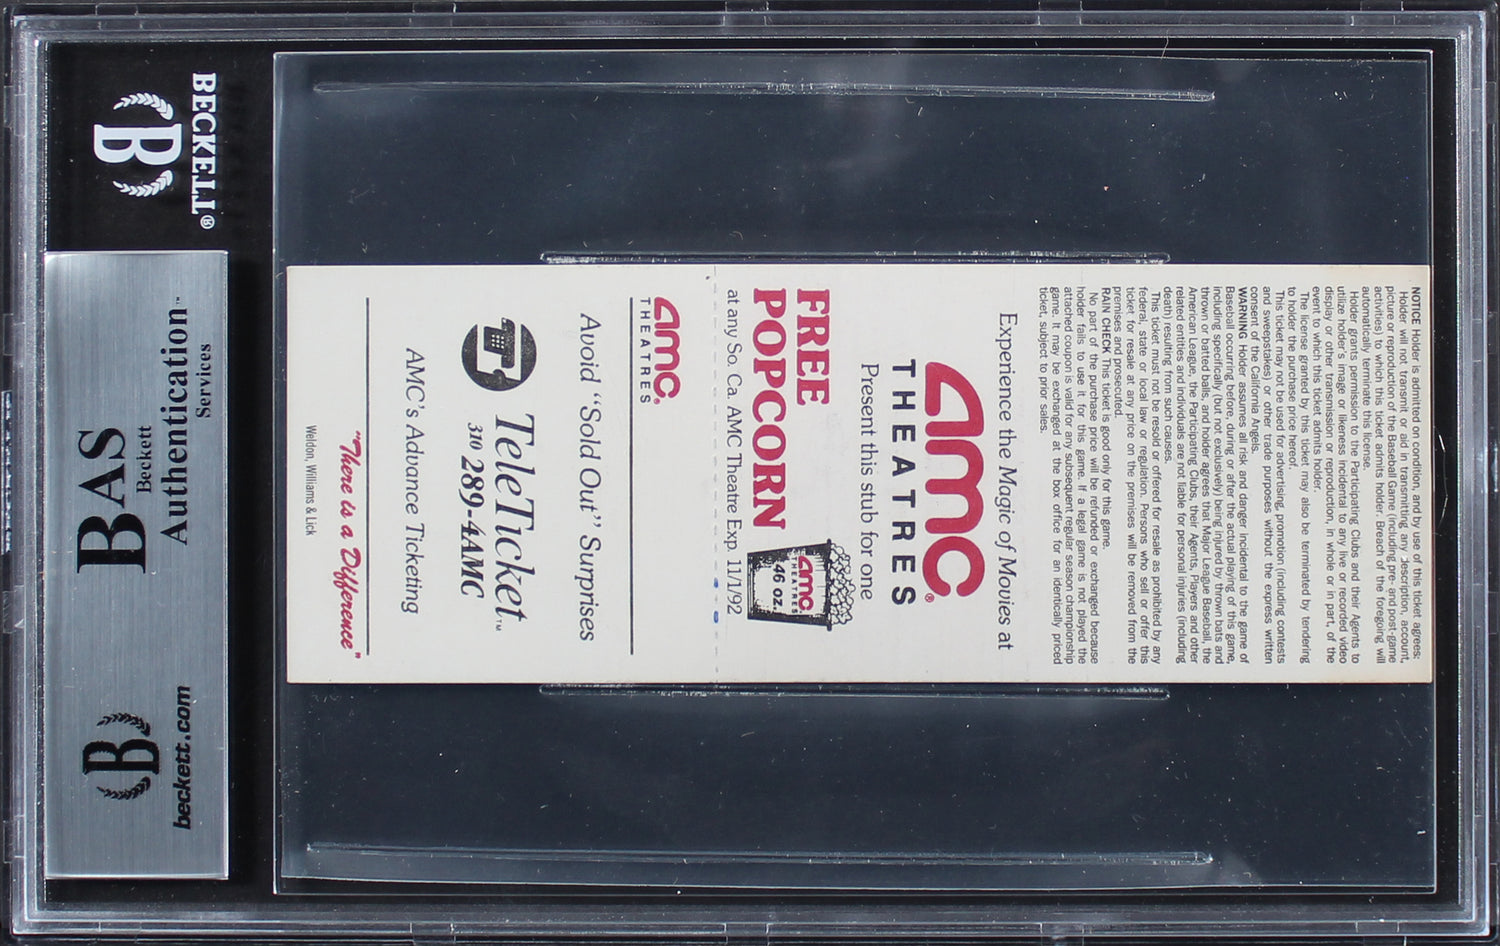 BECKETT®
B
BAS
Beckett
Authentication™
Services
B
beckett.com
NOTICE Holder is admitted on condition, and by use of this ticket agrees:
Holder will not transmit or aid in transmitting any description, account,
picture or reproduction of the Baseball Game (including pre- and post-game
activities) to which this ticket admits holder. Breach of the foregoing will
automatically terminate this license.
Holder grants permission to the Participating Clubs and their Agents to
utilize holder's image or likeness incidental to any live or recorded video
display or other transmission or reproduction, in whole or in part, of the
event to which this ticket admits holder.
The license granted by this ticket may also be terminated by tendering
to holder the purchase price hereof.
This ticket may not be used for advertising, promotion (including contests
and sweepstakes) or other trade purposes without the express written
consent of the California Angels.
WARNING Holder assumes all risk and danger incidental to the game of
Baseball occurring before, during or after the actual playing of this game,
including specifically (but not exclusively) being injured by thrown bats and
thrown or batted balls, and holder agrees that Major League Baseball, the
American League, the Participating Clubs, their Agents, Players and other
related entities and individuals are not liable for personal injuries (including
death) resulting from such causes.
This ticket must not be resold or offered for resale as prohibited by any
federal, state or local law or regulation. Persons who sell or offer this
ticket for resale at any price on the premises will be removed from the
premises and prosecuted.
RAIN CHECK This ticket is good only for this game.
No part of the purchase price will be refunded or exchanged because
holder fails to use it for this game. If a legal game is not played the
attached coupon is valid for any subsequent regular season championship
game. It may be exchanged at the box office for an identically priced
ticket, subject to prior sales.
Experience the Magic of Movies at
amc®
THEATRES
Present this stub for one
FREE
POPCORN
amc
THEATRES
46 OZ.
at any So. Ca. AMC Theatre Exp. 11/1/92
amc.
THEATRES
Avoid "Sold Out" Surprises
TeleTicket™
310 289-4AMC
AMC's Advance Ticketing
"There is a Difference"
Weldon, Williams & Lick